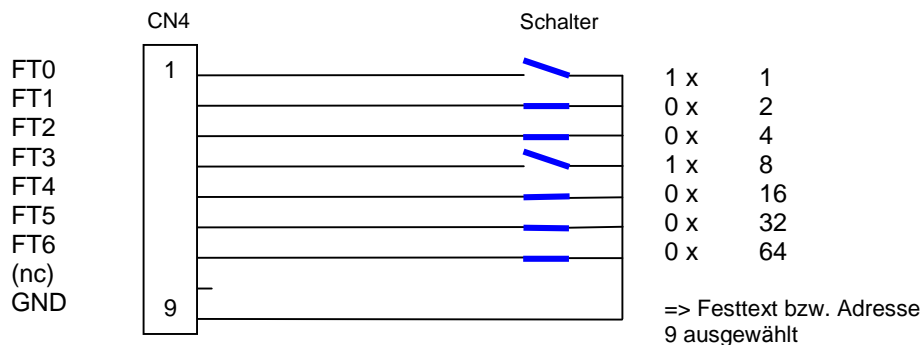 CN4 Schalter
FT0 1 1 x 1
FT1 0 x 2
FT2 0 x 4
FT3 1 x 8
FT4 0 x 16
FT5 0 x 32
FT6 0 x 64
(nc)
GND 9 => Festtext bzw. Adresse
9 ausgewählt